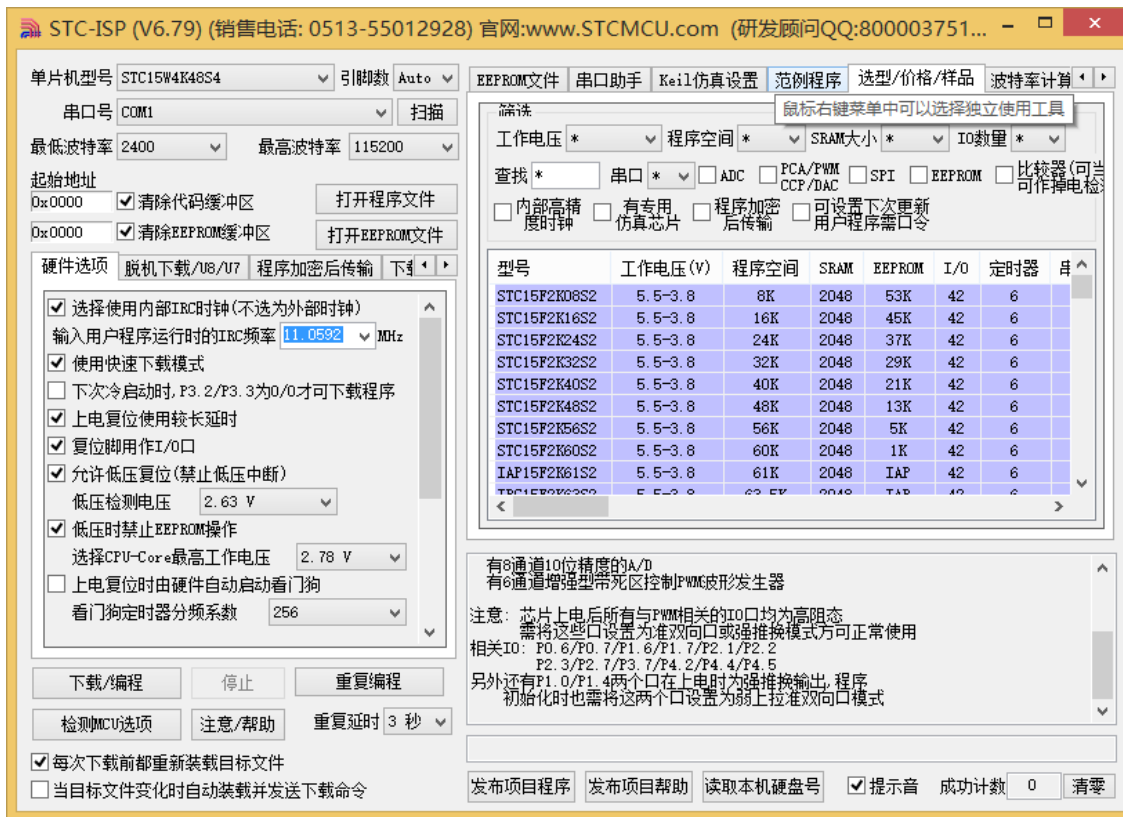 STC-ISP (V6.79) (销售电话: 0513-55012928) 官网:www.STCMCU.com (研发顾问QQ:800003751...
单片机型号 STC15W4K48S4 引脚数 Auto
串口号 COM1 扫描
最低波特率 2400 最高波特率 115200
起始地址
0x0000 清除代码缓冲区 打开程序文件
0x0000 清除EEPROM缓冲区 打开EEPROM文件
硬件选项 脱机下载/U8/U7 程序加密后传输
选择使用内部IRC时钟(不选为外部时钟)
输入用户程序运行时的IRC频率 11.0592 MHz
使用快速下载模式
下次冷启动时,P3.2/P3.3为0/0才可下载程序
上电复位使用较长延时
复位脚用作I/O口
允许低压复位(禁止低压中断)
低压检测电压 2.63 V
低压时禁止EEPROM操作
选择CPU-Core最高工作电压 2.78 V
上电复位时由硬件自动启动看门狗
看门狗定时器分频系数 256
下载/编程 停止 重复编程
检测MCU选项 注意/帮助 重复延时 3 秒
每次下载前都重新装载目标文件
当目标文件变化时自动装载并发送下载命令
EEPROM文件 串口助手 Keil仿真设置 范例程序 选型/价格/样品 波特率计算
鼠标右键菜单中可以选择独立使用工具
筛选
工作电压 * 程序空间 * SRAM大小 * IO数量 *
查找 * 串口 * ADC PCA/PWM CCP/DAC SPI EEPROM 比较器(可当 可作掉电检
内部高精度时钟 有专用仿真芯片 程序加密后传输 可设置下次更新用户程序需口令
型号 工作电压(V) 程序空间 SRAM EEPROM I/O 定时器
STC15F2K08S2 5.5-3.8 8K 2048 53K 42 6
STC15F2K16S2 5.5-3.8 16K 2048 45K 42 6
STC15F2K24S2 5.5-3.8 24K 2048 37K 42 6
STC15F2K32S2 5.5-3.8 32K 2048 29K 42 6
STC15F2K40S2 5.5-3.8 40K 2048 21K 42 6
STC15F2K48S2 5.5-3.8 48K 2048 13K 42 6
STC15F2K56S2 5.5-3.8 56K 2048 5K 42 6
STC15F2K60S2 5.5-3.8 60K 2048 1K 42 6
IAP15F2K61S2 5.5-3.8 61K 2048 IAP 42 6
有8通道10位精度的A/D
有6通道增强型带死区控制PWM波形发生器
注意: 芯片上电后所有与PWM相关的IO口均为高阻态
需将这些口设置为准双向口或强推挽模式方可正常使用
相关IO: P0.6/P0.7/P1.6/P1.7/P2.1/P2.2
P2.3/P2.7/P3.7/P4.2/P4.4/P4.5
另外还有P1.0/P1.4两个口在上电时为强推挽输出,程序
初始化时也需将这两个口设置为弱上拉准双向口模式
发布项目程序 发布项目帮助 读取本机硬盘号 提示音 成功计数 0 清零